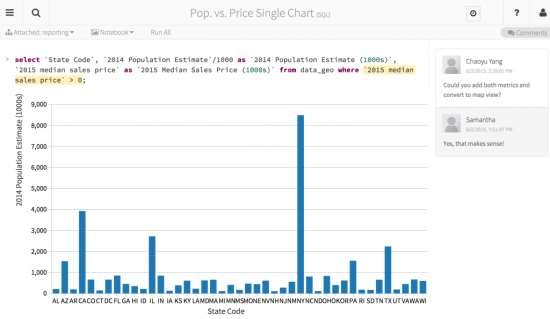 Pop. vs. Price Single Chart (SQL)
?
Attached: reporting
Notebook
Run All
Comments
select `State Code`, `2014 Population Estimate`/1000 as `2014 Population Estimate (1000s)`,
`2015 median sales price` as `2015 Median Sales Price (1000s)` from data_geo where `2015 median
sales price` > 0;
Chaoyu Yang
Could you add both metrics and
convert to map view?
Samantha
Yes, that makes sense!
2014 Population Estimate (1000s)
9,000
8,000
7,000
6,000
5,000
4,000
3,000
2,000
1,000
0
AL AZ AR CA CO CT DC FL GA HI ID IL IN IA KS KY LA MD MA MI MN MS MO NE NV NH NJ NM NY NC ND OH OK OR PA RI SD TN TX UT VA WA WI
State Code